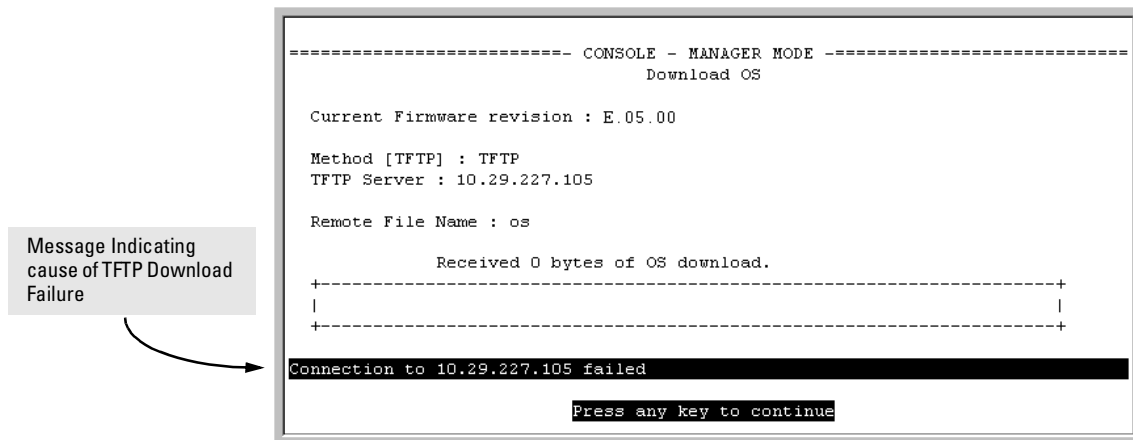 ===========================- CONSOLE - MANAGER MODE -============================
Download OS
Current Firmware revision : E.05.00
Method [TFTP] : TFTP
TFTP Server : 10.29.227.105
Remote File Name : os
Received 0 bytes of OS download.
+-----------------------------------------------------------------------+
|                                                                       |
+-----------------------------------------------------------------------+
Connection to 10.29.227.105 failed
Press any key to continue
Message Indicating
cause of TFTP Download
Failure